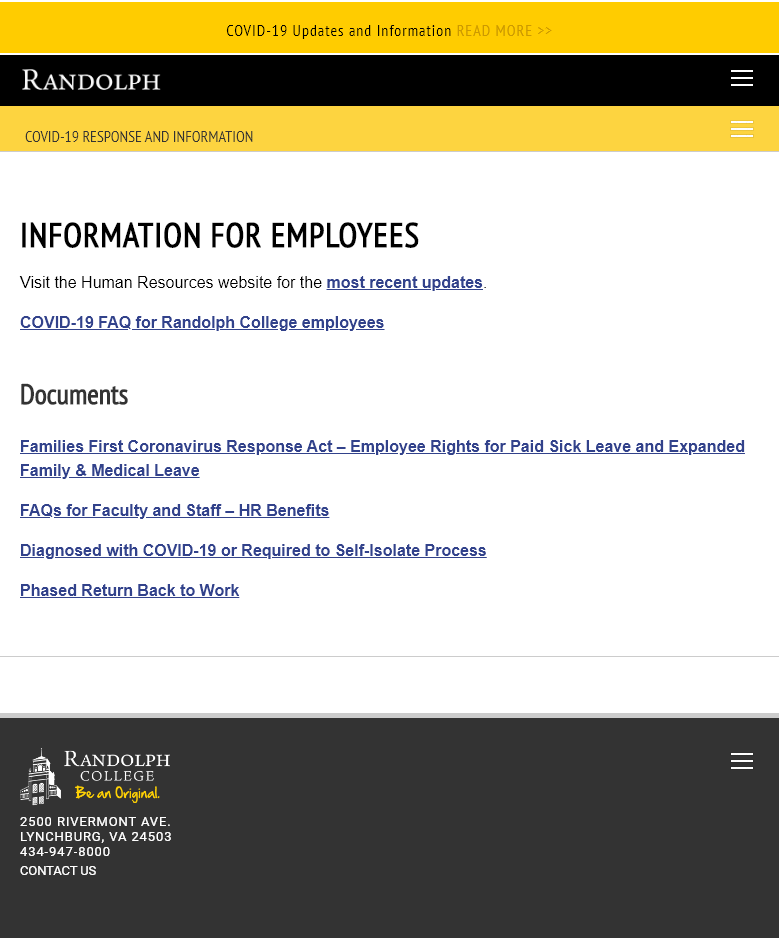 COVID-19 Updates and Information READ MORE >>
RANDOLPH
COVID-19 RESPONSE AND INFORMATION
INFORMATION FOR EMPLOYEES
Visit the Human Resources website for the most recent updates.
COVID-19 FAQ for Randolph College employees
Documents
Families First Coronavirus Response Act – Employee Rights for Paid Sick Leave and Expanded
Family & Medical Leave
FAQs for Faculty and Staff – HR Benefits
Diagnosed with COVID-19 or Required to Self-Isolate Process
Phased Return Back to Work
RANDOLPH
COLLEGE
Be an Original.
2500 RIVERMONT AVE.
LYNCHBURG, VA 24503
434-947-8000
CONTACT US